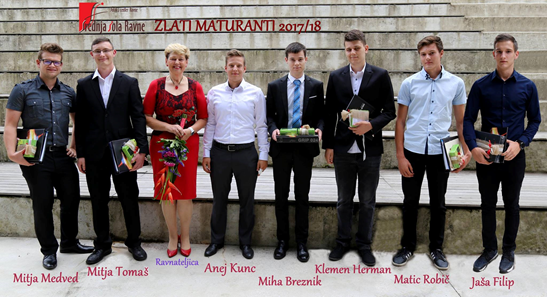 Srednja šola Ravne
ZLATI MATURANTI 2017/18
Mitja Medved
Mitja Tomaš
Ravnateljica
Anej Kunc
Miha Breznik
Klemen Herman
Matic Robič
Jaša Filip